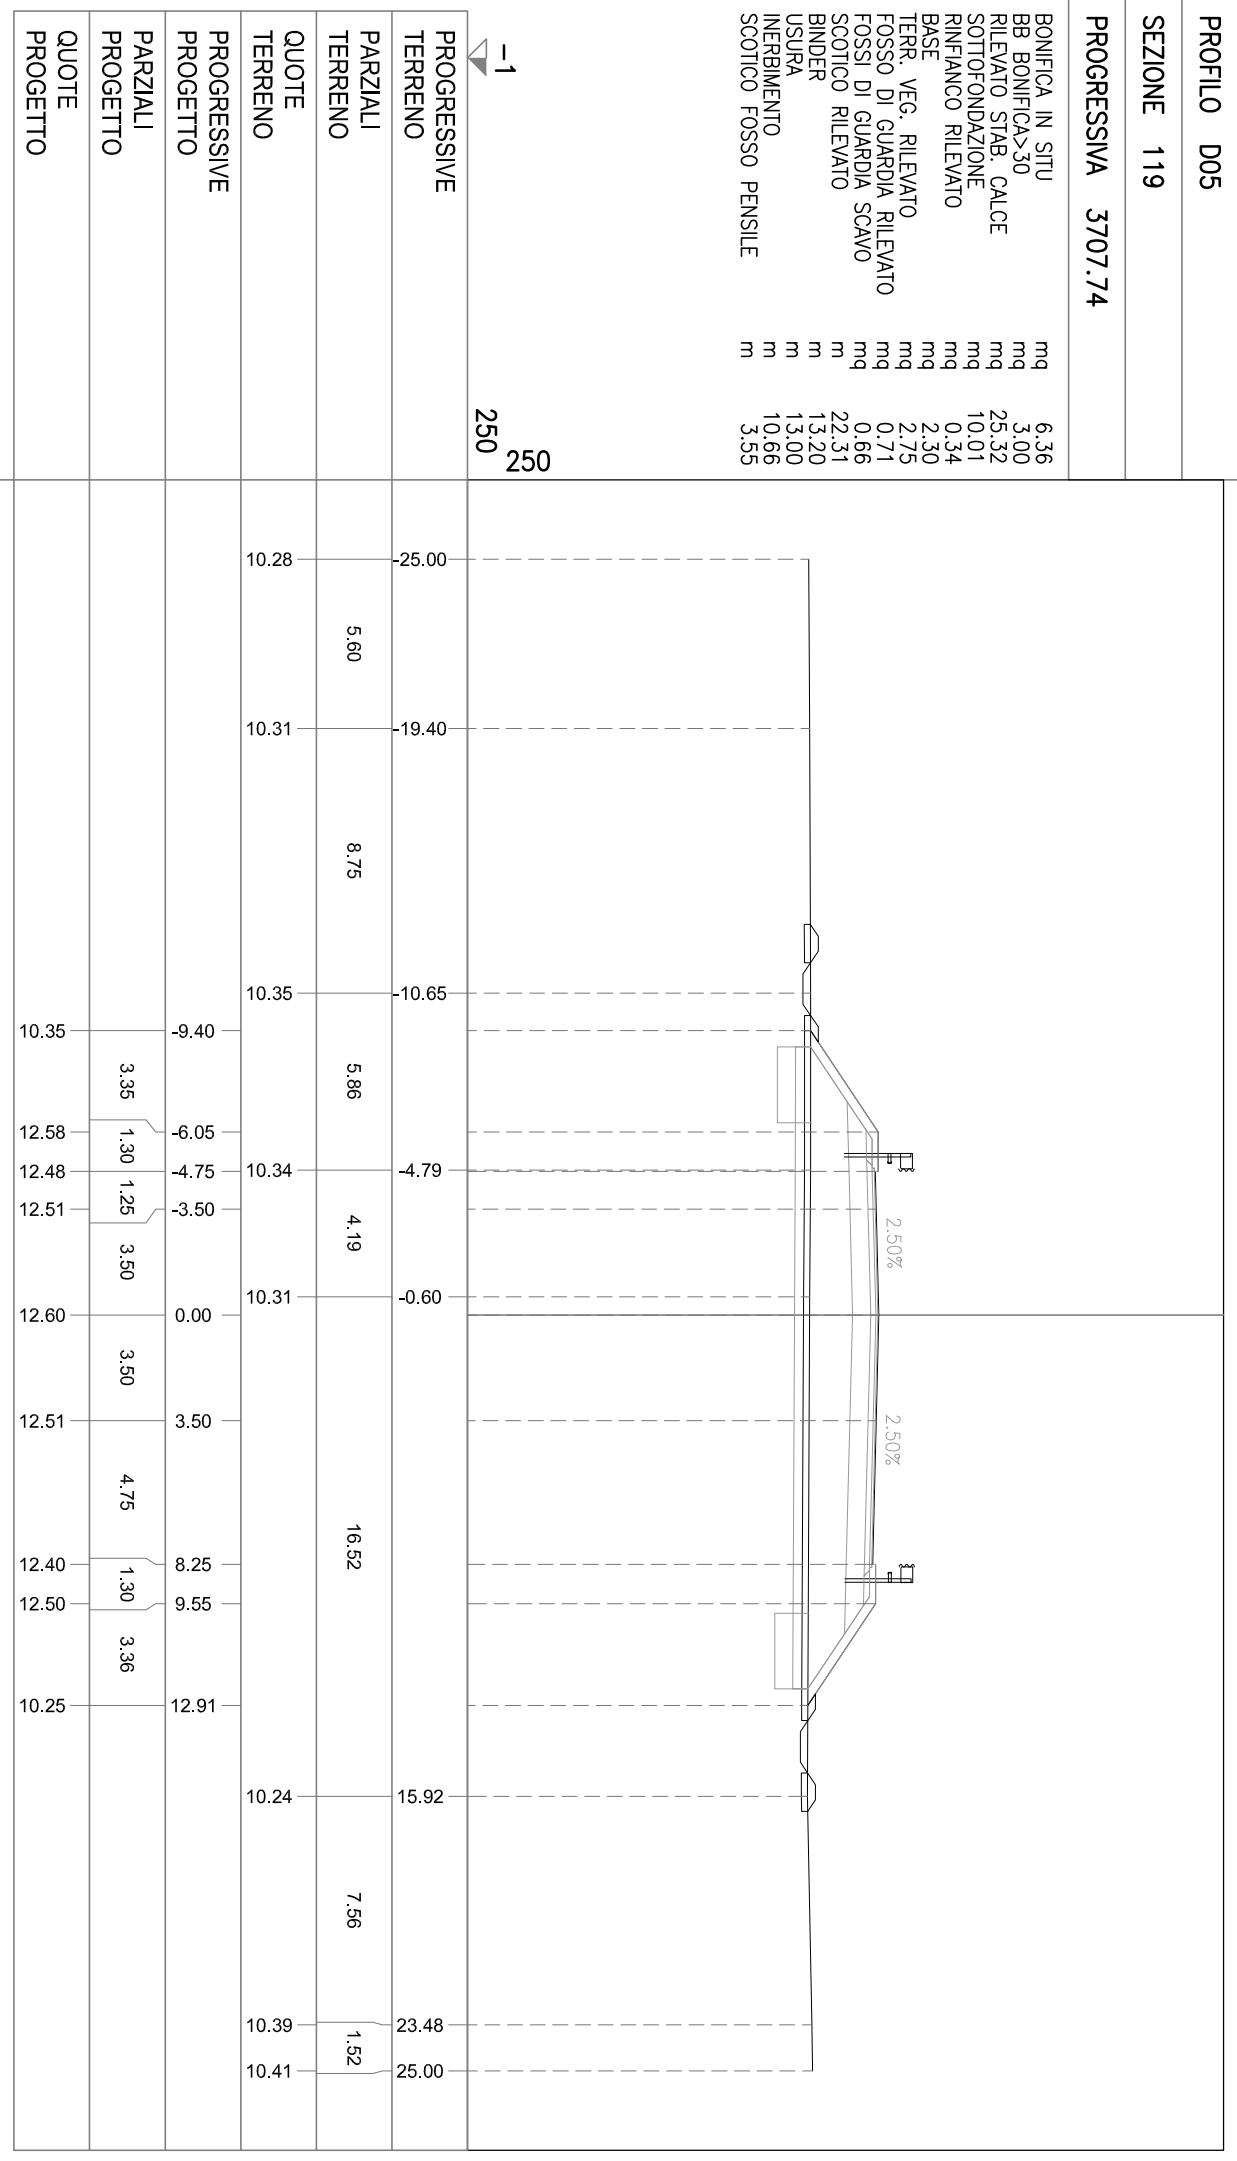 PROFILO D05
SEZIONE 119
PROGRESSIVA 3707.74
BONIFICA IN SITU mq 6.36
BB BONIFICA>30 mq 3.00
RILEVATO STAB. CALCE mq 25.32
SOTTOFONDAZIONE mq 10.01
RINFIANCO RILEVATO mq 0.34
BASE mq 2.30
TERR. VEG. RILEVATO mq 2.75
FOSSO DI GUARDIA RILEVATO mq 0.71
FOSSI DI GUARDIA SCAVO mq 0.66
SCOTICO RILEVATO m 22.31
BINDER m 13.20
USURA m 13.00
INERBIMENTO m 10.66
SCOTICO FOSSO PENSILE m 3.55
2.50% 2.50%
250
250
-1
PROGRESSIVE
TERRENO
-25.00 -19.40 -10.65 -4.79 -0.60 15.92 23.48 25.00
PARZIALI
TERRENO
5.60 8.75 5.86 4.19 16.52 7.56 1.52
QUOTE
TERRENO
10.28 10.31 10.35 10.34 10.31 10.24 10.39 10.41
PROGRESSIVE
PROGETTO
-9.40 -6.05 -4.75 -3.50 0.00 3.50 8.25 9.55 12.91
PARZIALI
PROGETTO
3.35 1.30 1.25 3.50 3.50 4.75 1.30 3.36
QUOTE
PROGETTO
10.35 12.58 12.48 12.51 12.60 12.51 12.40 12.50 10.25